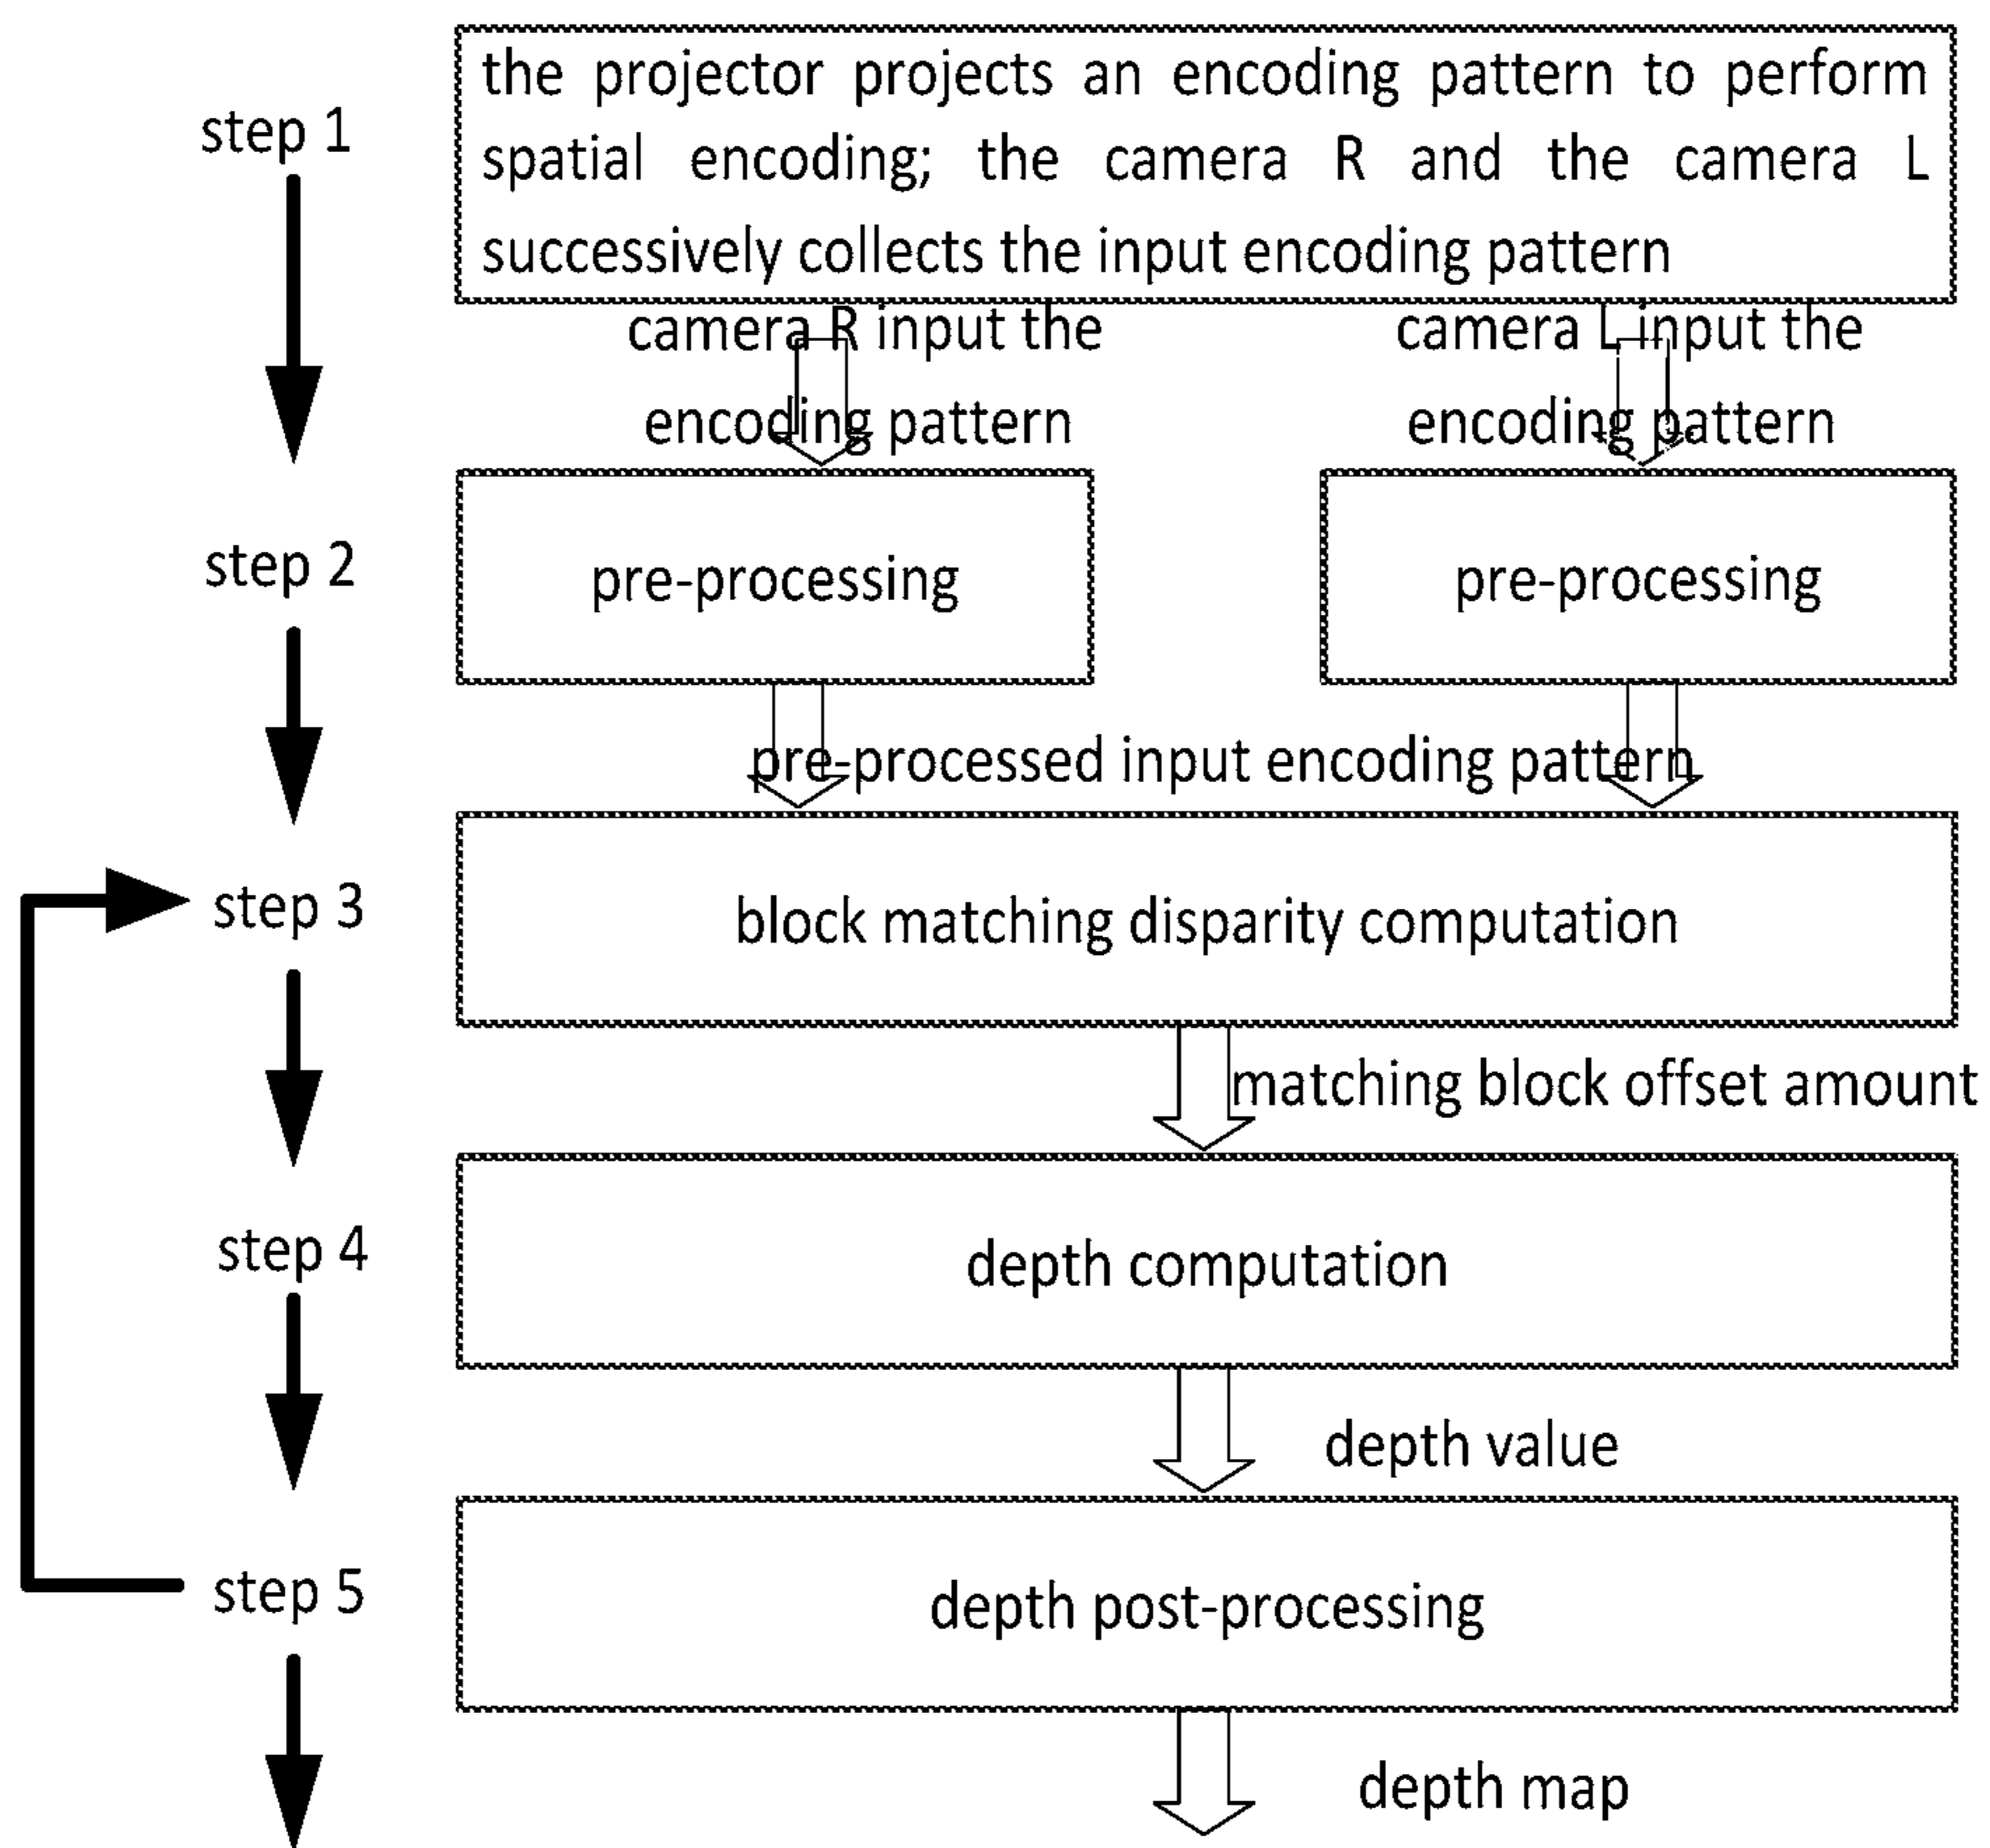 step 1
the projector projects an encoding pattern to perform
spatial encoding; the camera R and the camera L
successively collects the input encoding pattern
camera R input the
encoding pattern
camera L input the
encoding pattern
step 2
pre-processing
pre-processing
pre-processed input encoding pattern
step 3
block matching disparity computation
matching block offset amount
step 4
depth computation
depth value
step 5
depth post-processing
depth map